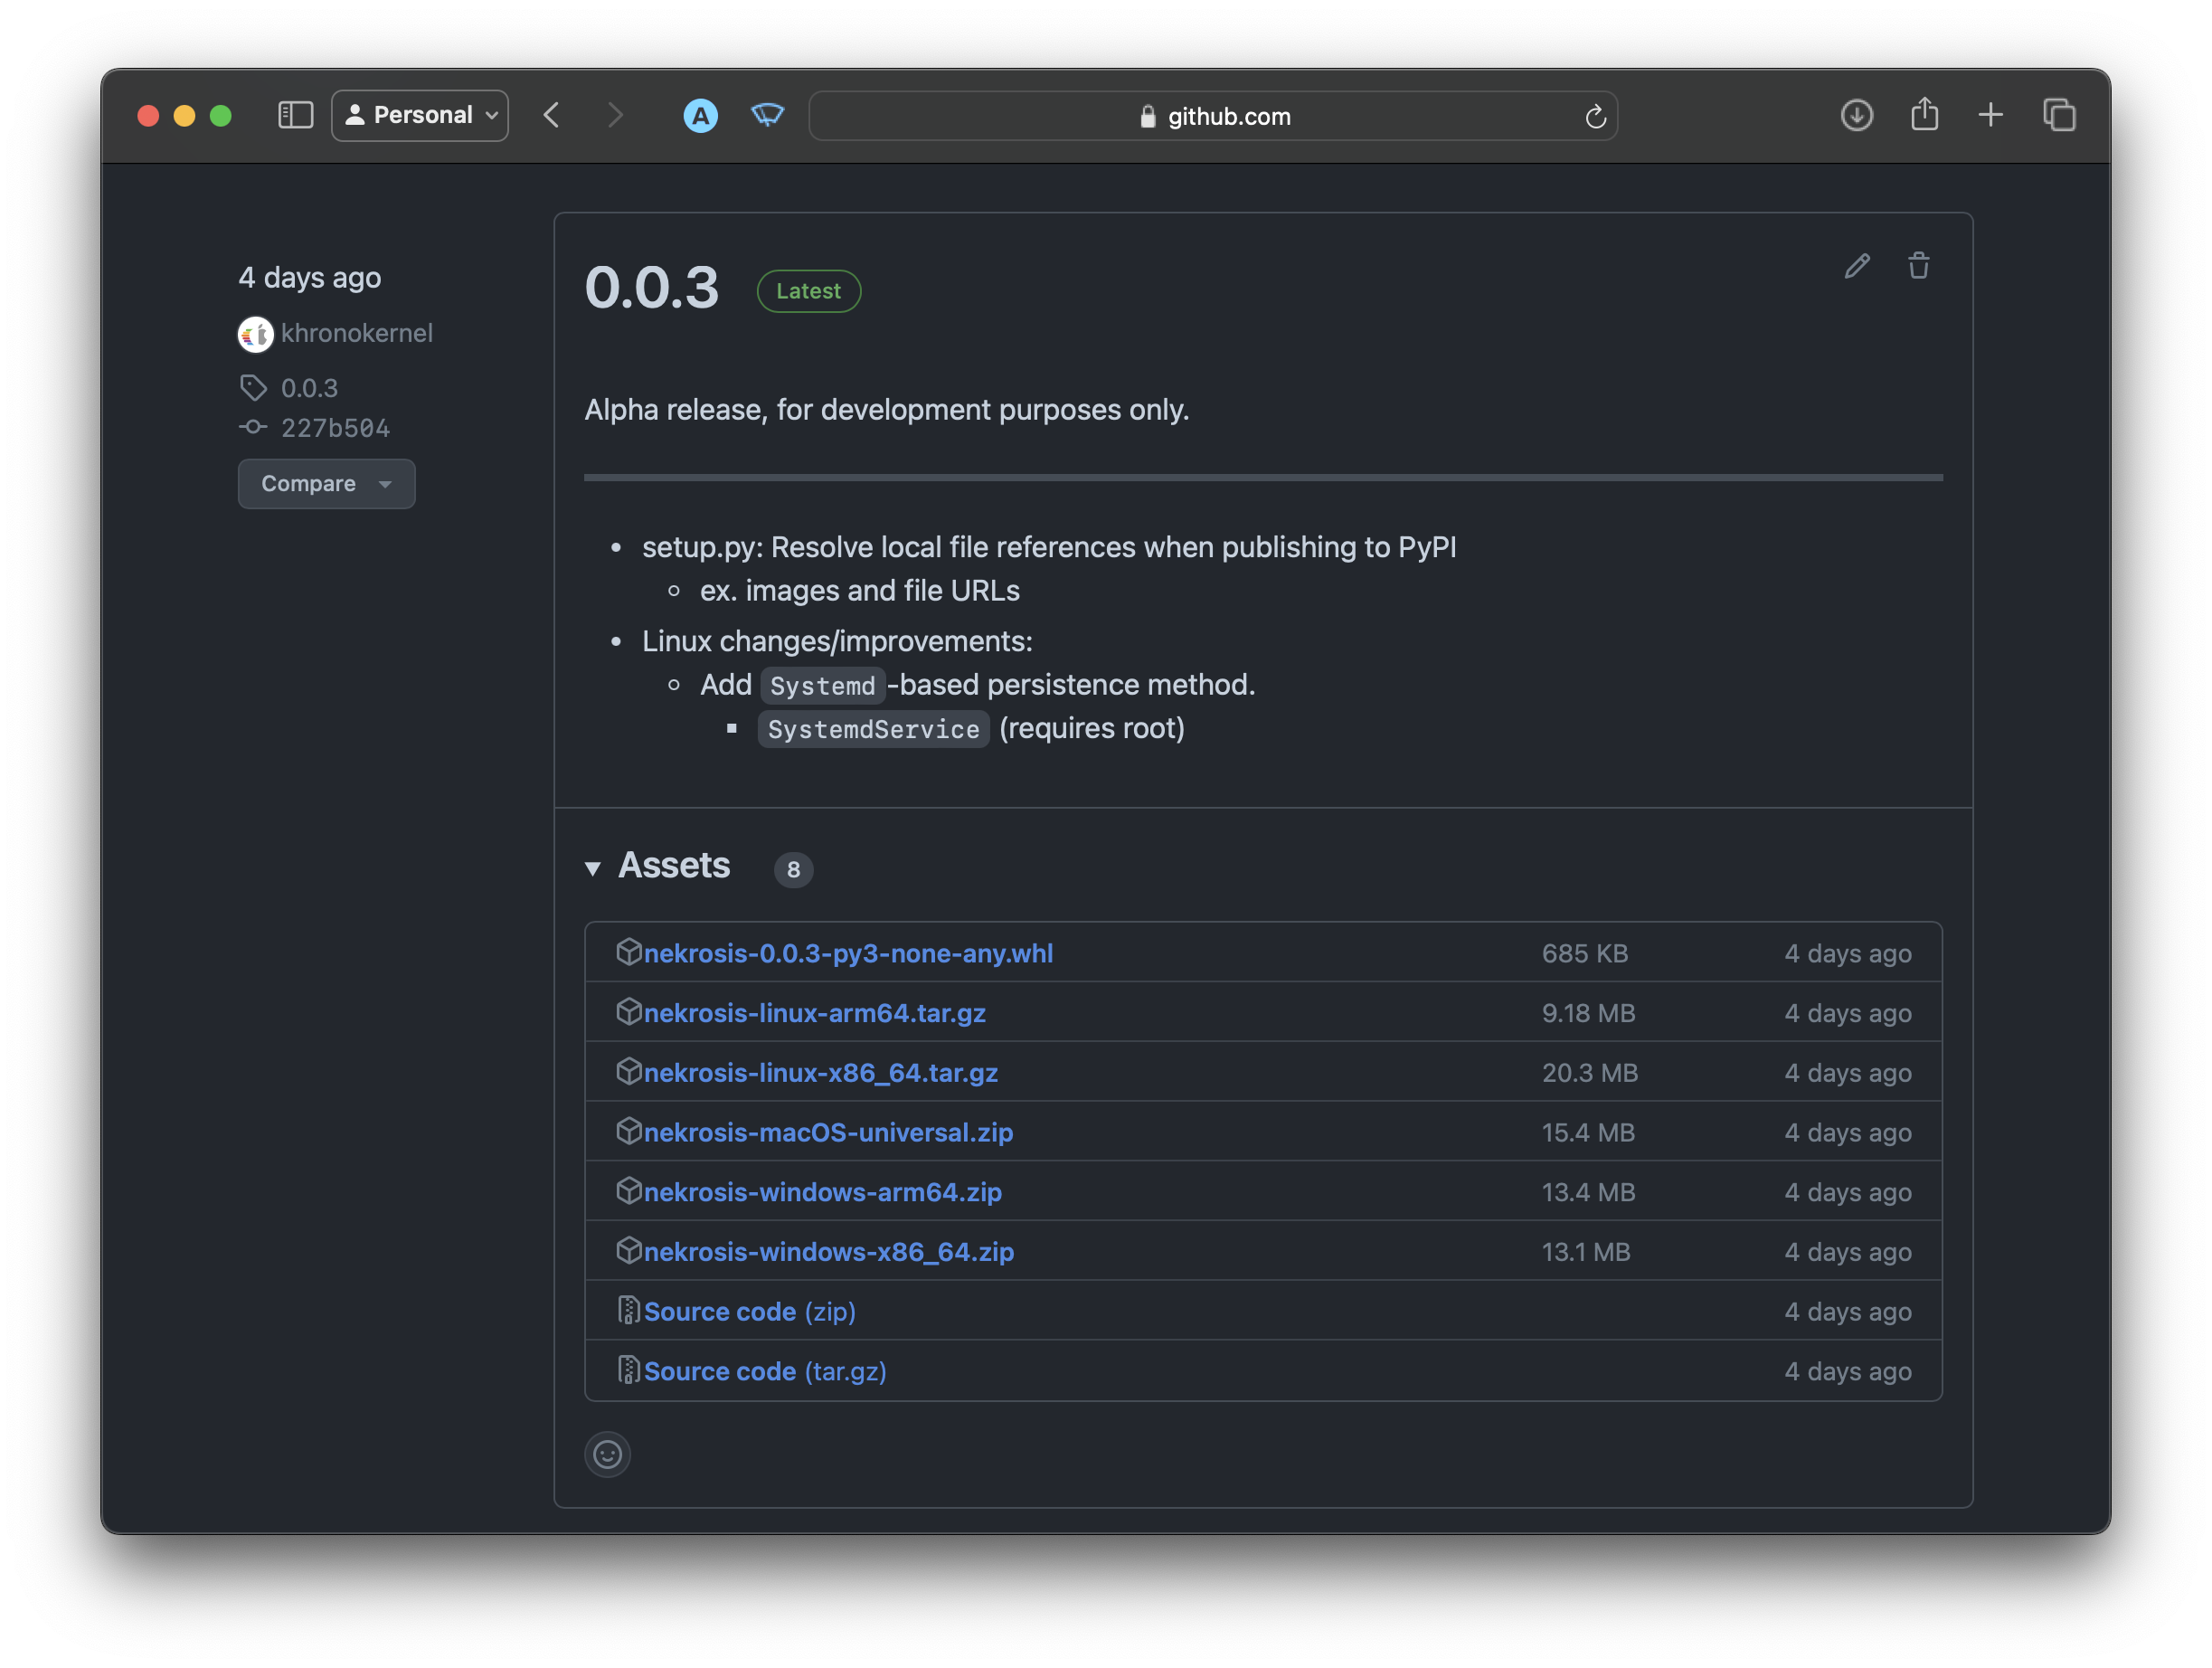 Personal
A
github.com
4 days ago
khronokernel
0.0.3
227b504
Compare
0.0.3 Latest
Alpha release, for development purposes only.
setup.py: Resolve local file references when publishing to PyPI
ex. images and file URLs
Linux changes/improvements:
Add Systemd-based persistence method.
SystemdService (requires root)
Assets 8
nekrosis-0.0.3-py3-none-any.whl 685 KB 4 days ago
nekrosis-linux-arm64.tar.gz 9.18 MB 4 days ago
nekrosis-linux-x86_64.tar.gz 20.3 MB 4 days ago
nekrosis-macOS-universal.zip 15.4 MB 4 days ago
nekrosis-windows-arm64.zip 13.4 MB 4 days ago
nekrosis-windows-x86_64.zip 13.1 MB 4 days ago
Source code (zip) 4 days ago
Source code (tar.gz) 4 days ago